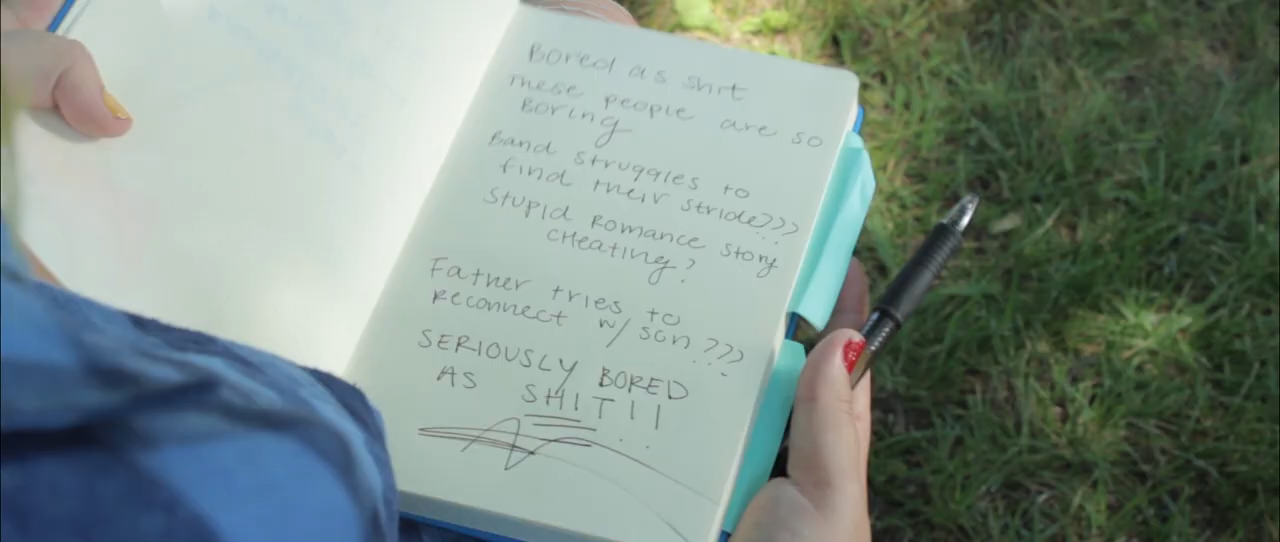 Bored as shit
these people are so
Boring
Band struggles to
find their stride???
Stupid Romance Story
CHeating?
Father tries to
Reconnect w/ son???
SERIOUSLY BORED
AS SHIT!!